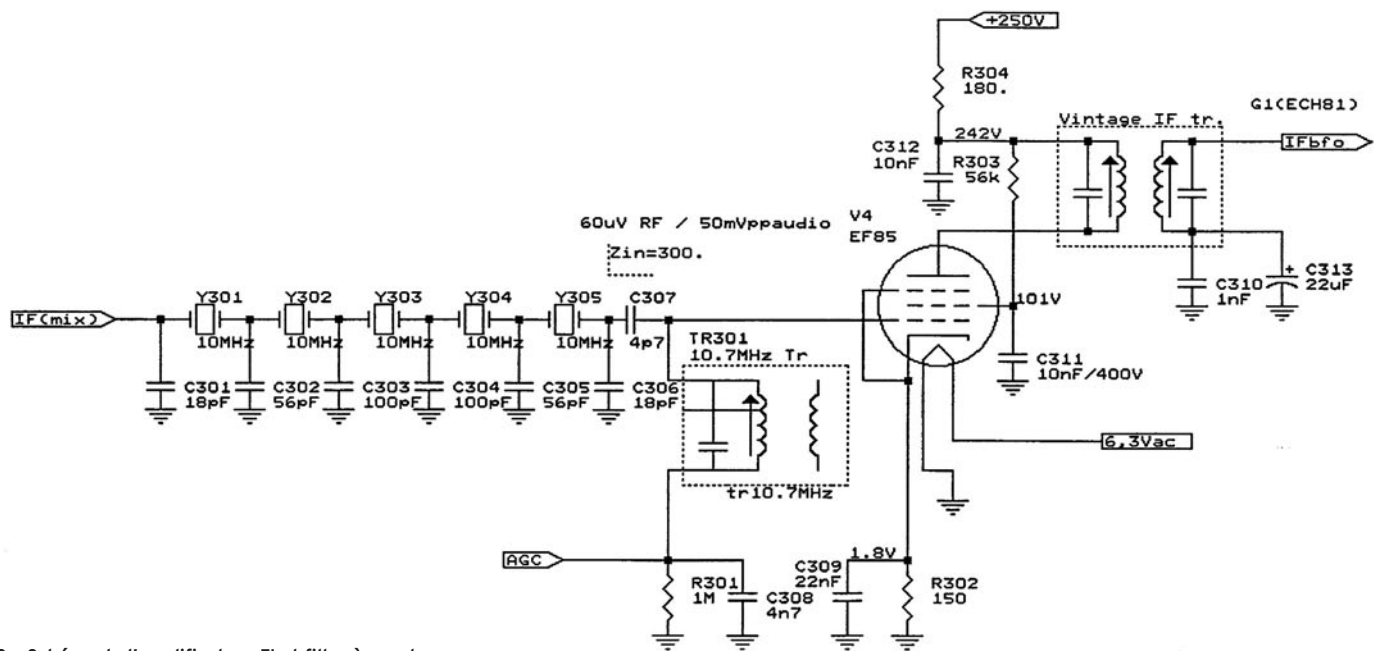 +250V
R304
180.
G1(ECH81)
Vintage IF tr.
242V
IFbfo
C312
10nF
R303
56k
60uV RF / 50mVppaudio
V4
EF85
Zin=300.
C310
1nF
C313
22uF
+
101V
IF(mix)
Y301
Y302
Y303
Y304
Y305
C307
10MHz
10MHz
10MHz
10MHz
10MHz
4p7
TR301
10.7MHz Tr
C311
10nF/400V
C301
18pF
C302
56pF
C303
100pF
C304
100pF
C305
56pF
C306
18pF
6,3Vac
tr10.7MHz
AGC
1.8V
R301
1M
C308
4n7
C309
22nF
R302
150